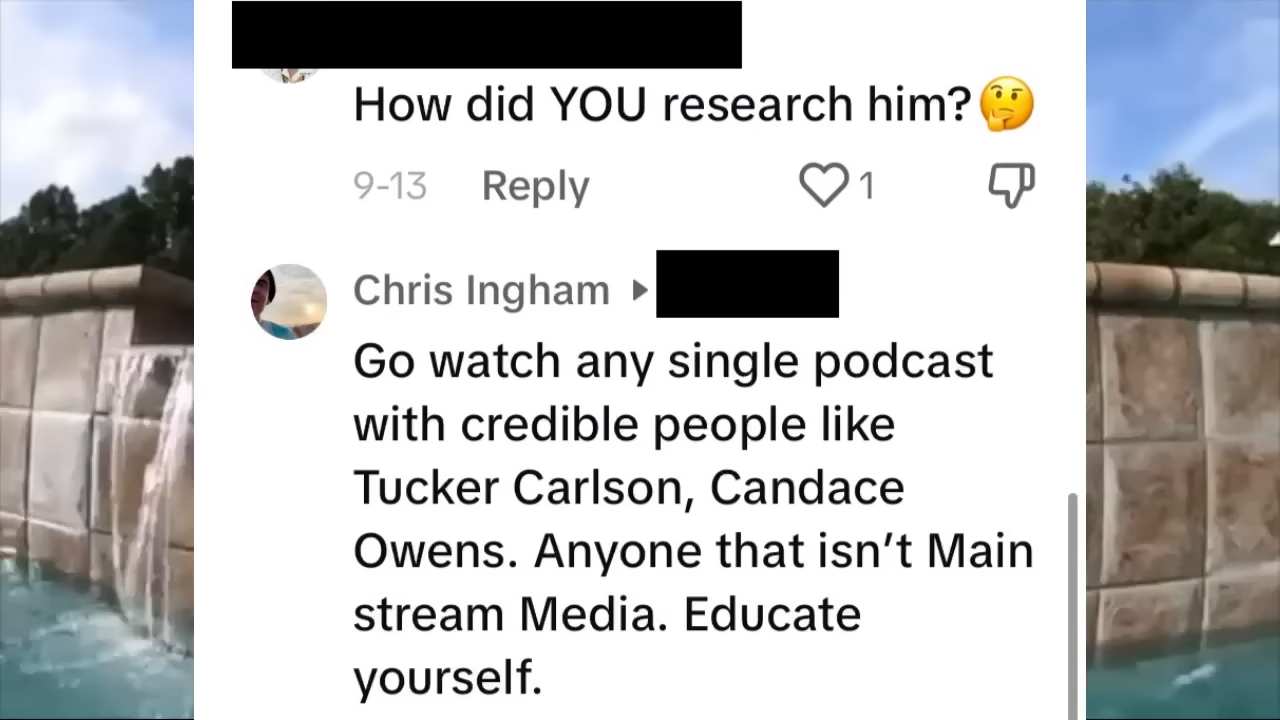 How did YOU research him?🤔
9-13 Reply 1
Chris Ingham
Go watch any single podcast
with credible people like
Tucker Carlson, Candace
Owens. Anyone that isn’t Main
stream Media. Educate
yourself.